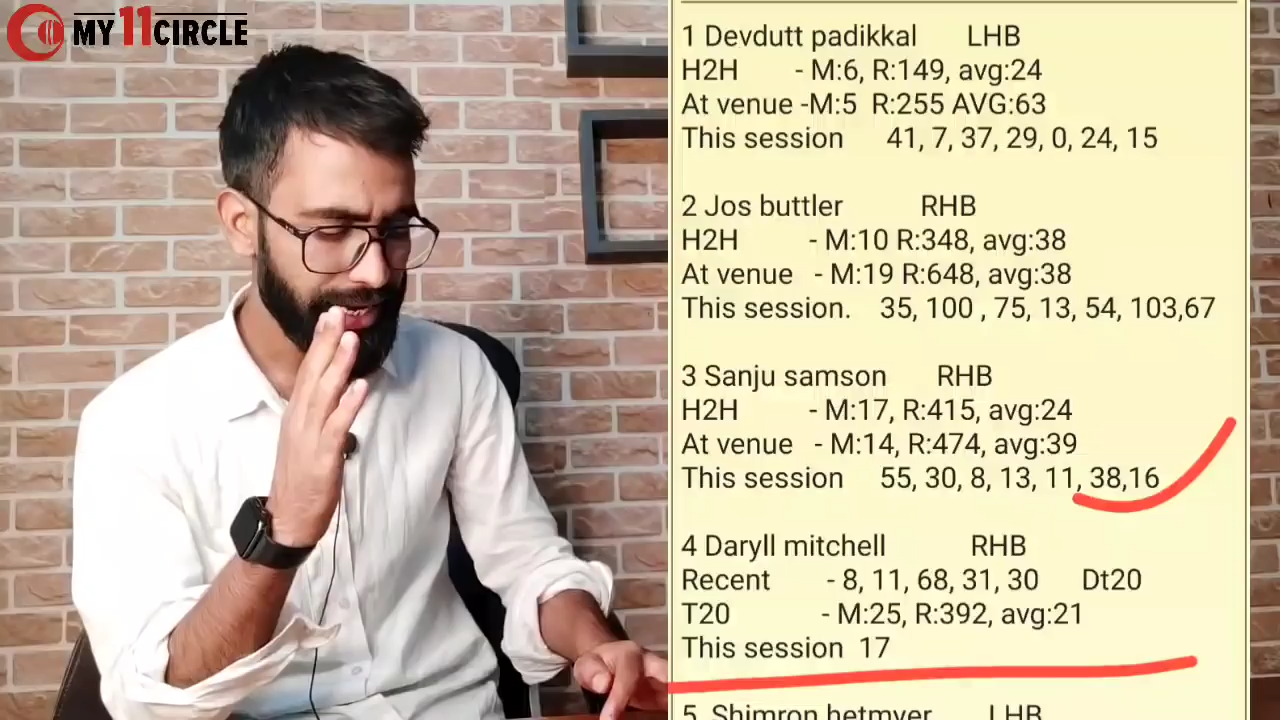 MY11CIRCLE
1 Devdutt padikkal LHB
H2H - M:6, R:149, avg:24
At venue -M:5 R:255 AVG:63
This session 41, 7, 37, 29, 0, 24, 15
2 Jos buttler RHB
H2H - M:10 R:348, avg:38
At venue - M:19 R:648, avg:38
This session. 35, 100 , 75, 13, 54, 103,67
3 Sanju samson RHB
H2H - M:17, R:415, avg:24
At venue - M:14, R:474, avg:39
This session 55, 30, 8, 13, 11, 38,16
4 Daryll mitchell RHB
Recent - 8, 11, 68, 31, 30 Dt20
T20 - M:25, R:392, avg:21
This session 17
5 Shimron hetmyer LHB